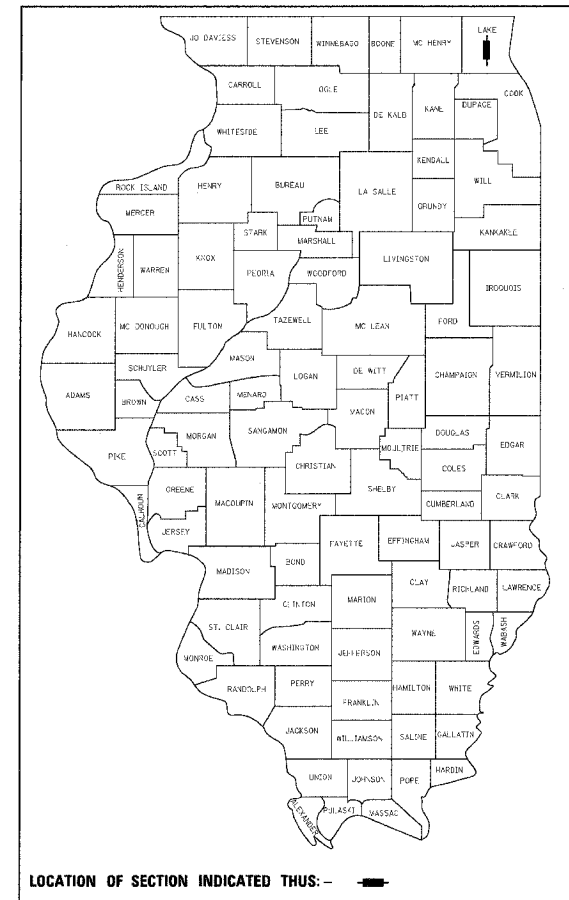 JO DAVIESS
STEVENSON
WINNEBAGO
BOONE
MC HENRY
LAKE
CARROLL
OGLE
COOK
DE KALB
KANE
DUPAGE
WHITESIDE
LEE
KENDALL
WILL
ROCK ISLAND
HENRY
BUREAU
LA SALLE
GRUNDY
MERCER
PUTNAM
KANKAKEE
STARK
MARSHALL
HENDERSON
WARREN
KNOX
PEORIA
WOODFORD
LIVINGSTON
IROQUOIS
HANCOCK
MC DONOUGH
FULTON
TAZEWELL
MC LEAN
FORD
MASON
SCHUYLER
LOGAN
DE WITT
CHAMPAIGN
VERMILION
ADAMS
BROWN
CASS
MENARD
PIATT
MACON
MORGAN
SANGAMON
DOUGLAS
PIKE
SCOTT
MOULTRIE
EDGAR
CHRISTIAN
COLES
GREENE
MACOUPIN
SHELBY
CALHOUN
MONTGOMERY
CUMBERLAND
CLARK
JERSEY
FAYETTE
EFFINGHAM
JASPER
CRAWFORD
BOND
MADISON
CLAY
CLINTON
MARION
RICHLAND
LAWRENCE
ST. CLAIR
WAYNE
EDWARDS
WABASH
WASHINGTON
JEFFERSON
MONROE
RANDOLPH
PERRY
HAMILTON
WHITE
FRANKLIN
JACKSON
WILLIAMSON
SALINE
GALLATIN
UNION
JOHNSON
POPE
HARDIN
ALEXANDER
PULASKI
MASSAC
LOCATION OF SECTION INDICATED THUS: -